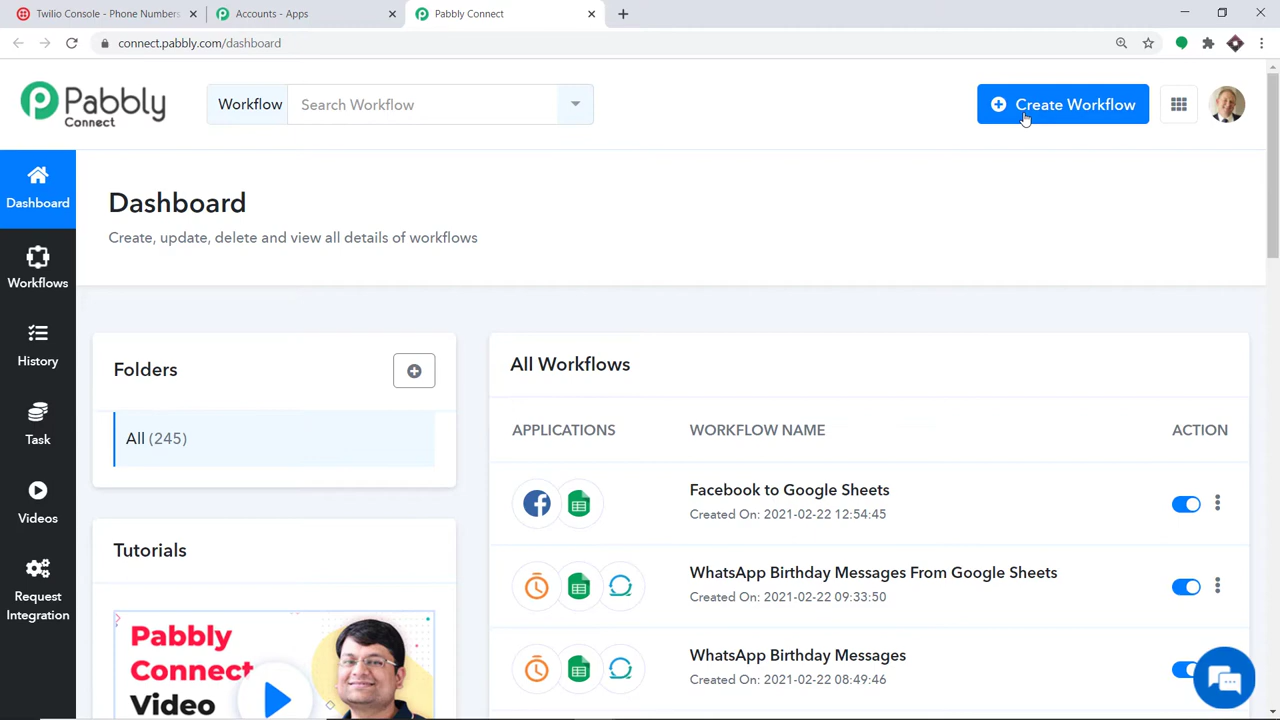 Twilio Console - Phone Numbers
Accounts - Apps
Pabbly Connect
connect.pabbly.com/dashboard
Pabbly
Connect
Workflow
Search Workflow
Create Workflow
Dashboard
Dashboard
Create, update, delete and view all details of workflows
Workflows
History
Task
Videos
Request
Integration
Folders
All (245)
Tutorials
Pabbly
Connect
Video
All Workflows
APPLICATIONS WORKFLOW NAME ACTION
Facebook to Google Sheets
Created On: 2021-02-22 12:54:45
WhatsApp Birthday Messages From Google Sheets
Created On: 2021-02-22 09:33:50
WhatsApp Birthday Messages
Created On: 2021-02-22 08:49:46